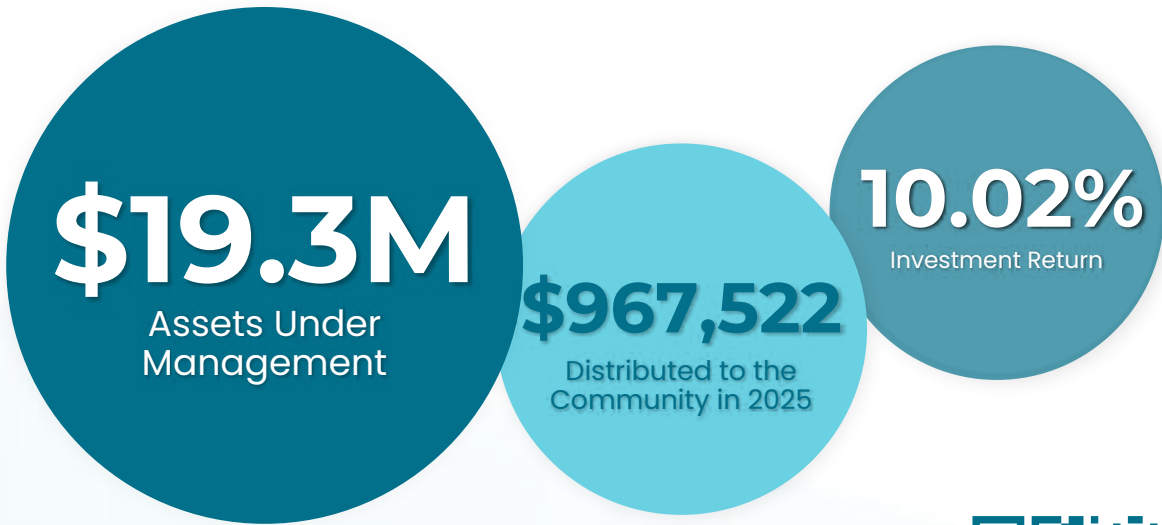 $19.3M
Assets Under
Management
$967,522
Distributed to the
Community in 2025
10.02%
Investment Return